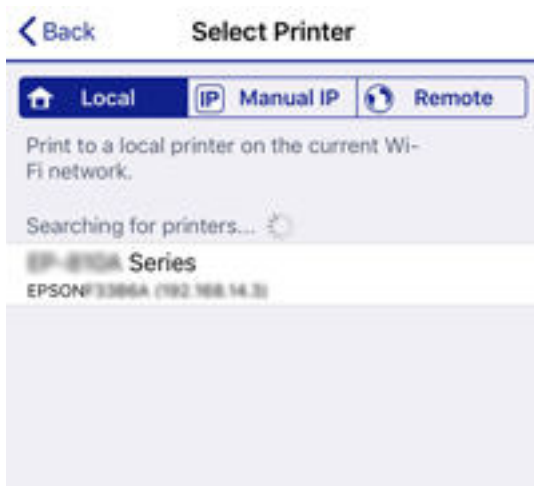 Back
Select Printer
Local
IP Manual IP
Remote
Print to a local printer on the current Wi-
Fi network.
Searching for printers...
Series
EPSON